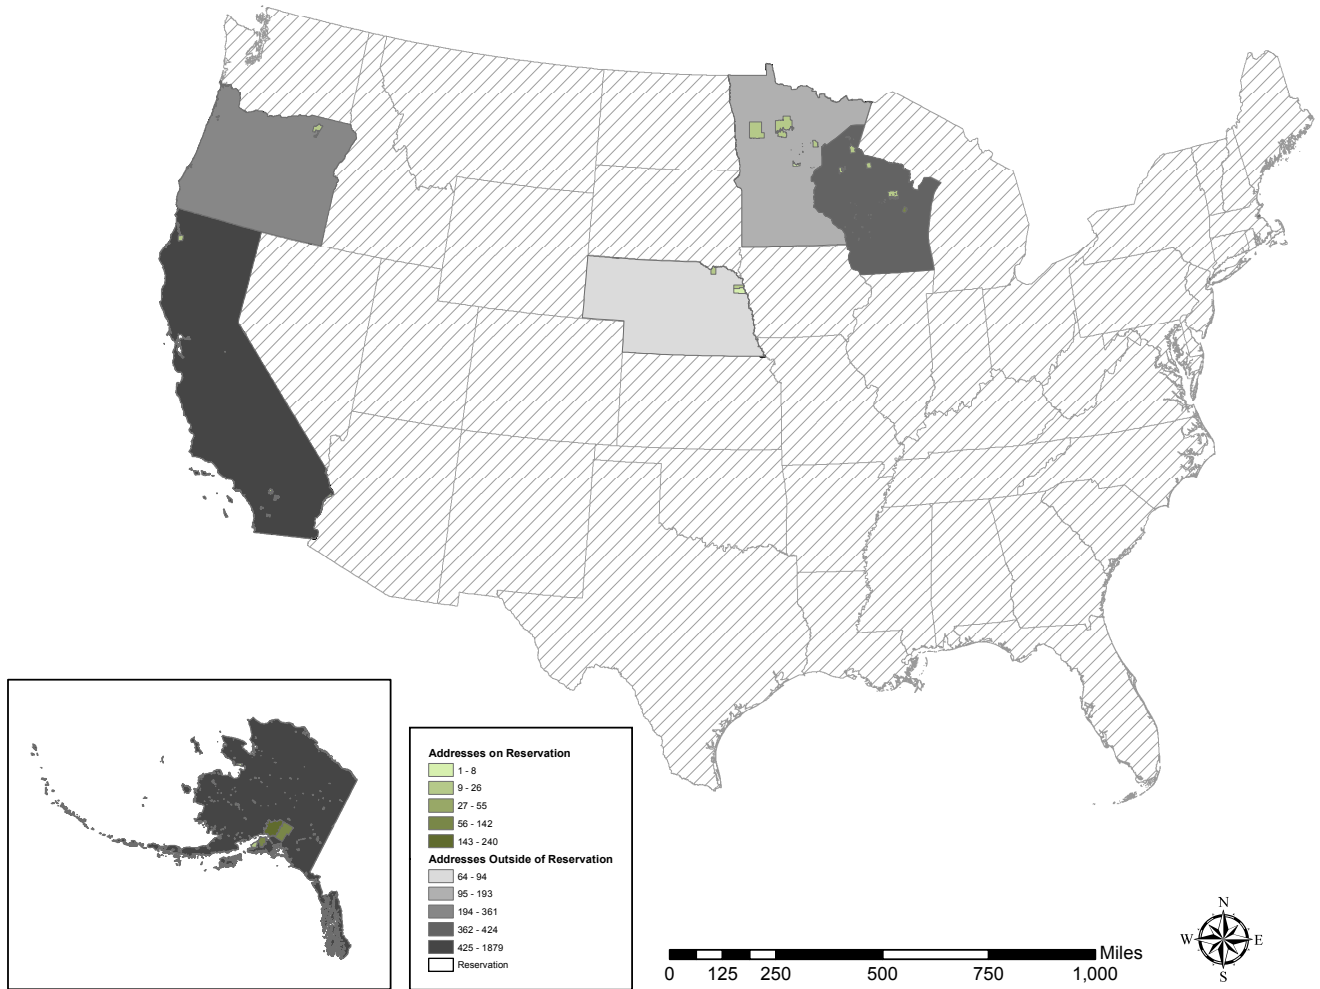 Addresses on Reservation
1 - 8
9 - 26
27 - 55
56 - 142
143 - 240
Addresses Outside of Reservation
64 - 94
95 - 193
194 - 361
362 - 424
425 - 1879
Reservation
N
W E
S
Miles
0 125 250 500 750 1,000